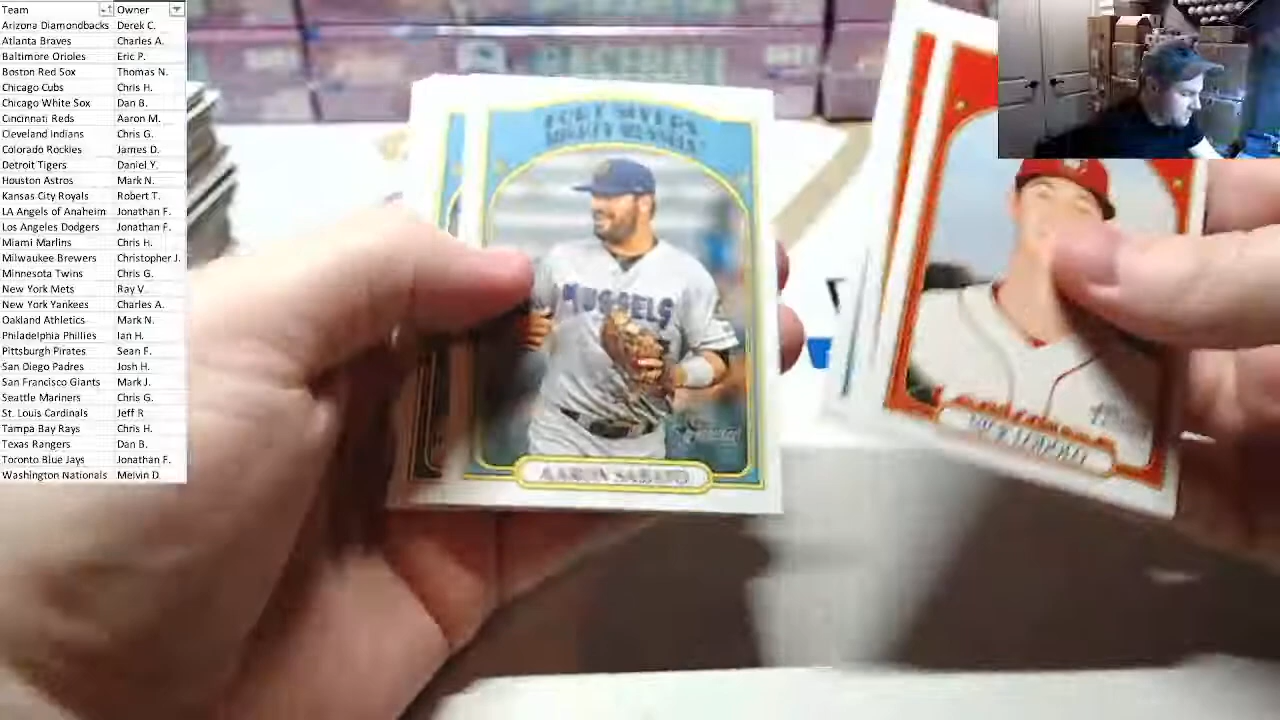 Team Owner
Arizona Diamondbacks Derek C.
Atlanta Braves Charles A.
Baltimore Orioles Eric P.
Boston Red Sox Thomas N.
Chicago Cubs Chris H.
Chicago White Sox Dan B.
Cincinnati Reds Aaron M.
Cleveland Indians Chris G.
Colorado Rockies James D.
Detroit Tigers Daniel Y.
Houston Astros Mark N.
Kansas City Royals Robert T.
LA Angels of Anaheim Jonathan F.
Los Angeles Dodgers Jonathan F.
Miami Marlins Chris H.
Milwaukee Brewers Christopher J.
Minnesota Twins Chris G.
New York Mets Ray V.
New York Yankees Charles A.
Oakland Athletics Mark N.
Philadelphia Phillies Ian H.
Pittsburgh Pirates Sean F.
San Diego Padres Josh H.
San Francisco Giants Mark J.
Seattle Mariners Chris G.
St. Louis Cardinals Jeff R
Tampa Bay Rays Chris H.
Texas Rangers Dan B.
Toronto Blue Jays Jonathan F.
Washington Nationals Melvin D.
FORT MYERS
MIGHTY MUSSELS
MUSSELS
AARON SABATO